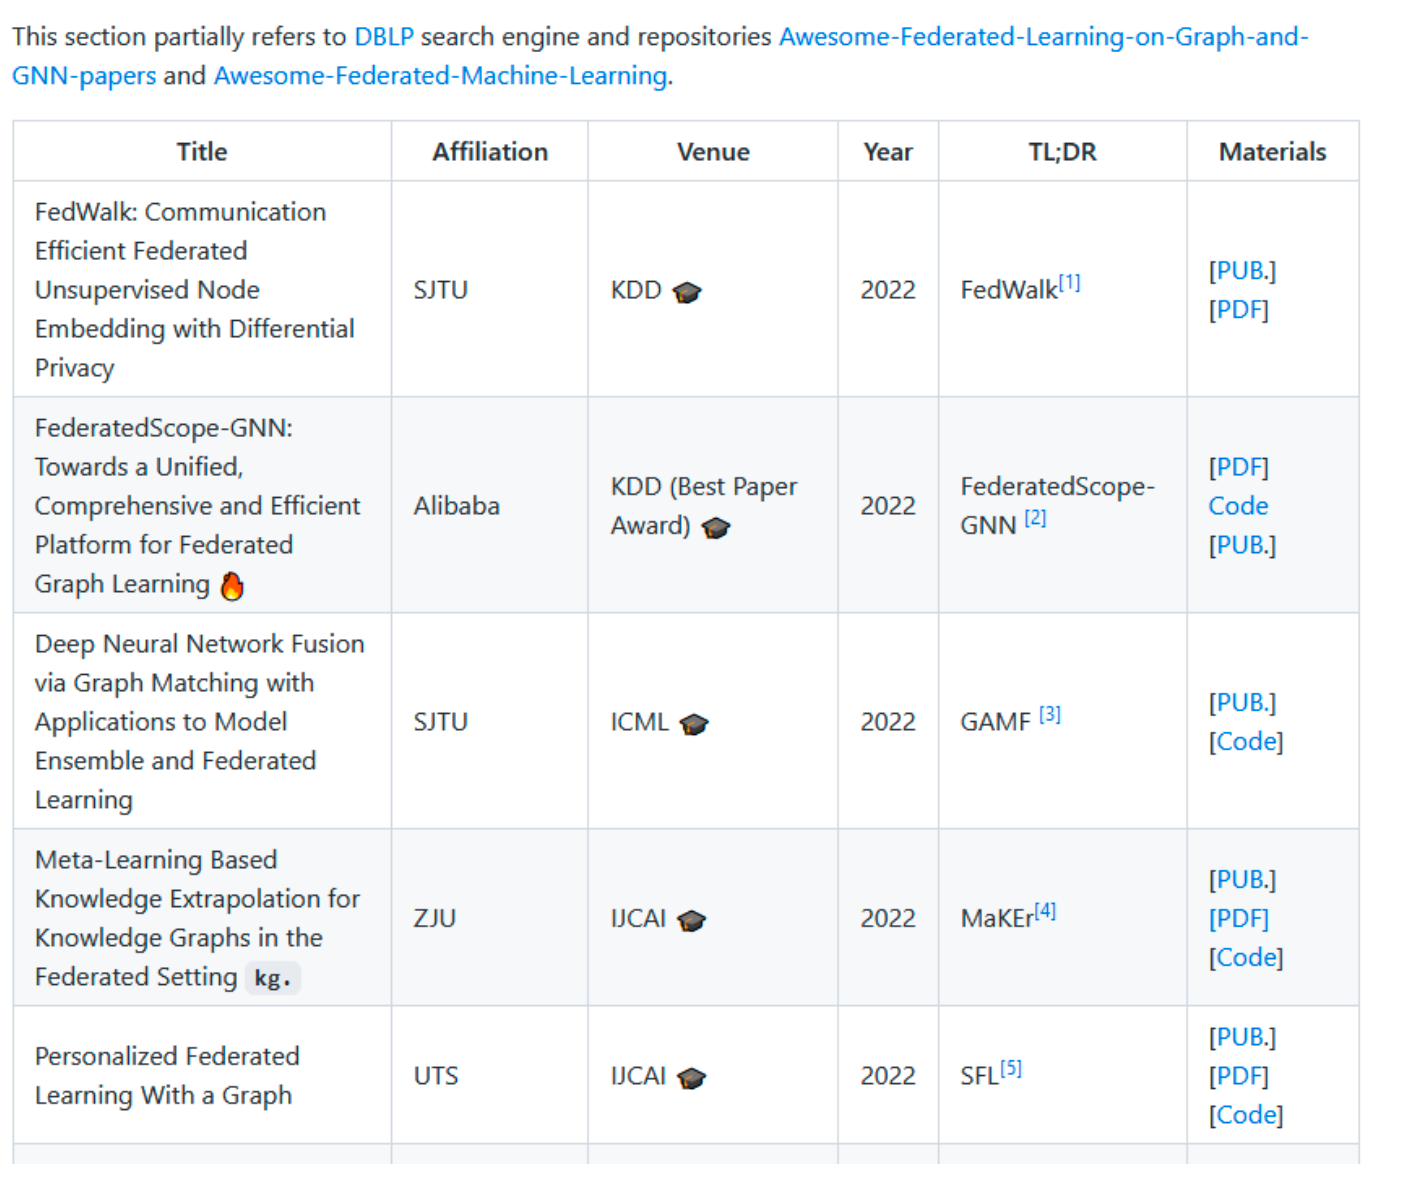 This section partially refers to DBLP search engine and repositories Awesome-Federated-Learning-on-Graph-and-
GNN-papers and Awesome-Federated-Machine-Learning.
Title Affiliation Venue Year TL;DR Materials
FedWalk: Communication
Efficient Federated
Unsupervised Node
Embedding with Differential
Privacy
SJTU
KDD 🎓
2022
FedWalk[1]
[PUB.]
[PDF]
FederatedScope-GNN:
Towards a Unified,
Comprehensive and Efficient
Platform for Federated
Graph Learning 🔥
Alibaba
KDD (Best Paper
Award) 🎓
2022
FederatedScope-
GNN [2]
[PDF]
Code
[PUB.]
Deep Neural Network Fusion
via Graph Matching with
Applications to Model
Ensemble and Federated
Learning
SJTU
ICML 🎓
2022
GAMF [3]
[PUB.]
[Code]
Meta-Learning Based
Knowledge Extrapolation for
Knowledge Graphs in the
Federated Setting kg.
ZJU
IJCAI 🎓
2022
MaKEr[4]
[PUB.]
[PDF]
[Code]
Personalized Federated
Learning With a Graph
UTS
IJCAI 🎓
2022
SFL[5]
[PUB.]
[PDF]
[Code]